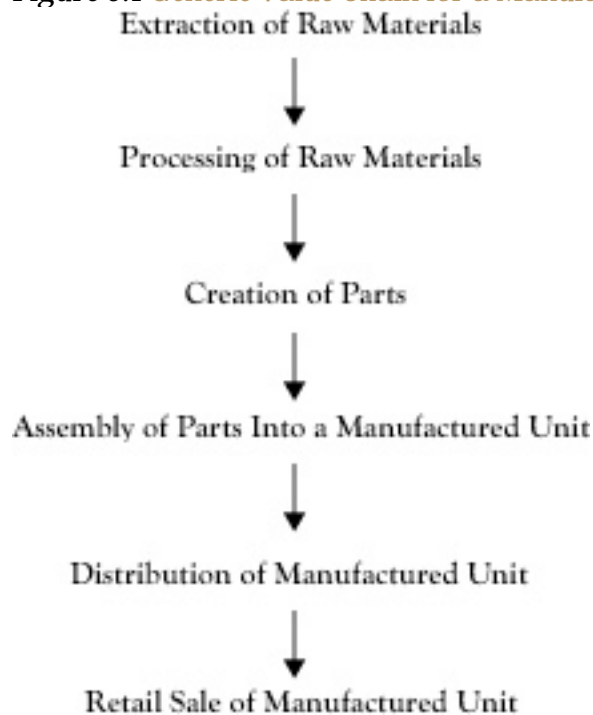 Extraction of Raw Materials
Processing of Raw Materials
Creation of Parts
Assembly of Parts Into a Manufactured Unit
Distribution of Manufactured Unit
Retail Sale of Manufactured Unit